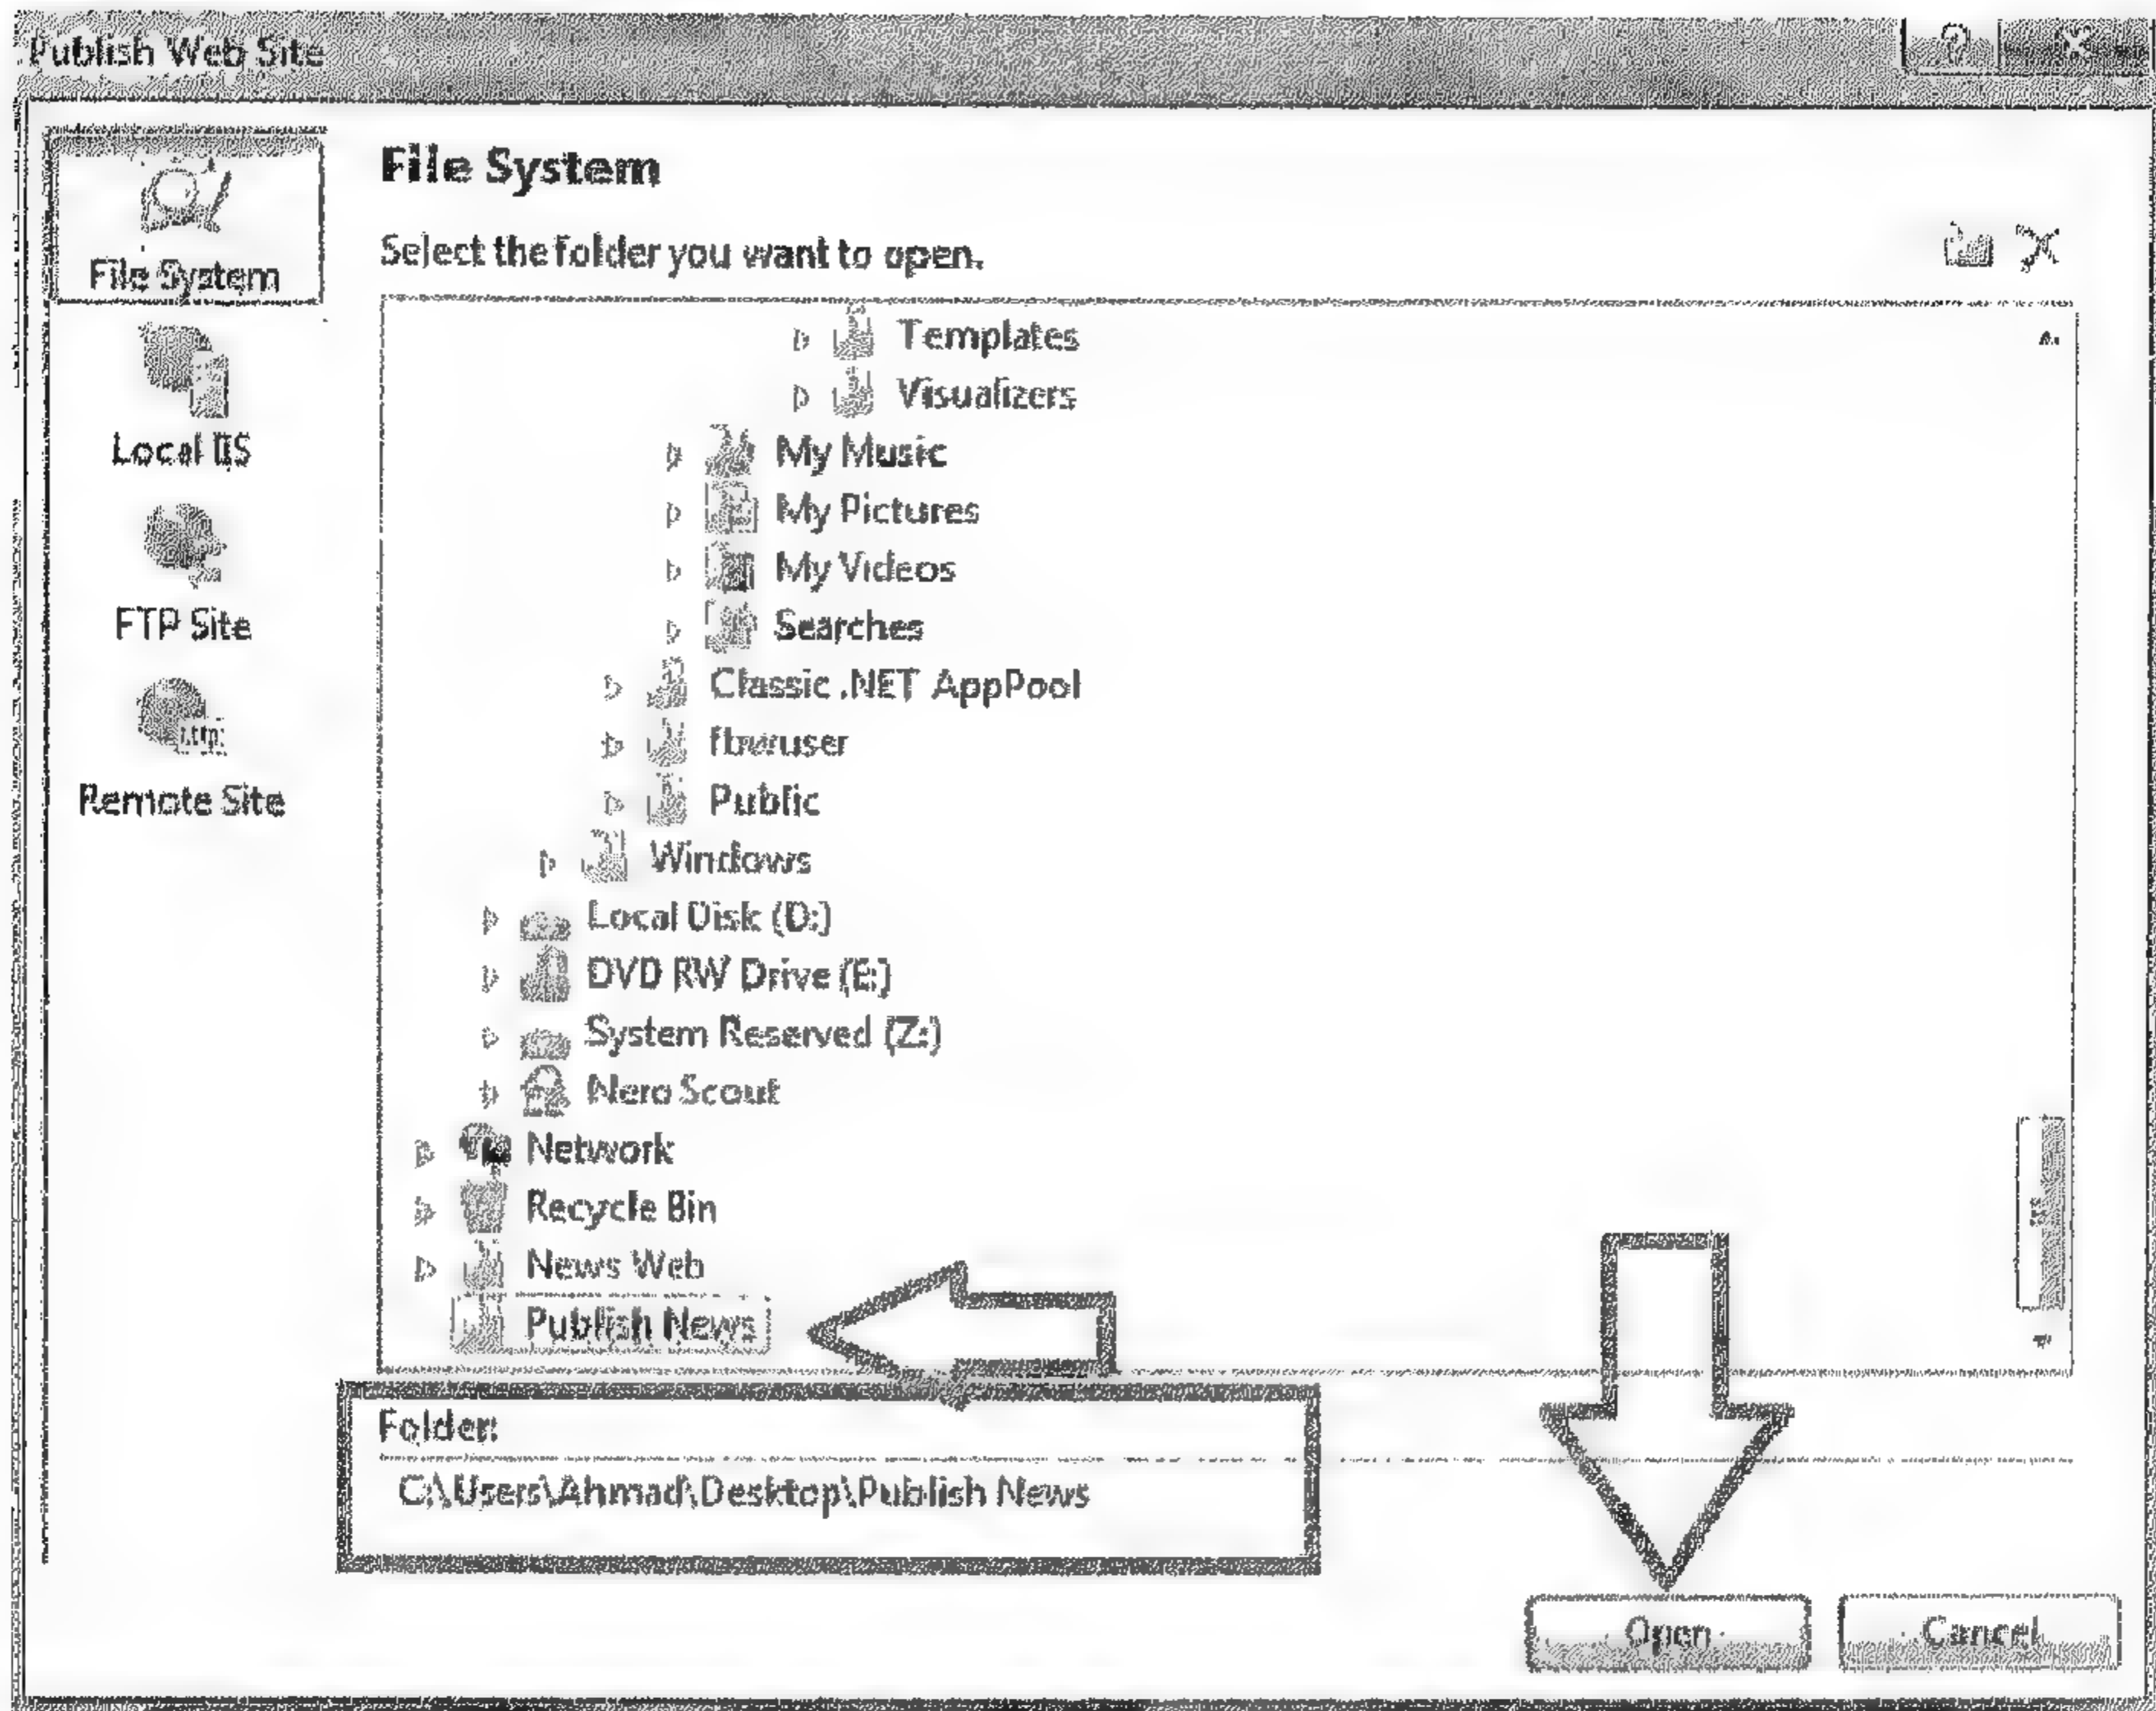 Publish Web Site
File System
Local IIS
FTP Site
Remote Site
File System
Select the folder you want to open.
Templates
Visualizers
My Music
My Pictures
My Videos
Searches
Classic .NET AppPool
fbwuser
Public
Windows
Local Disk (D:)
DVD RW Drive (E:)
System Reserved (Z:)
Nero Scout
Network
Recycle Bin
News Web
Publish News
Folder:
C:\Users\Ahmad\Desktop\Publish News
Open
Cancel